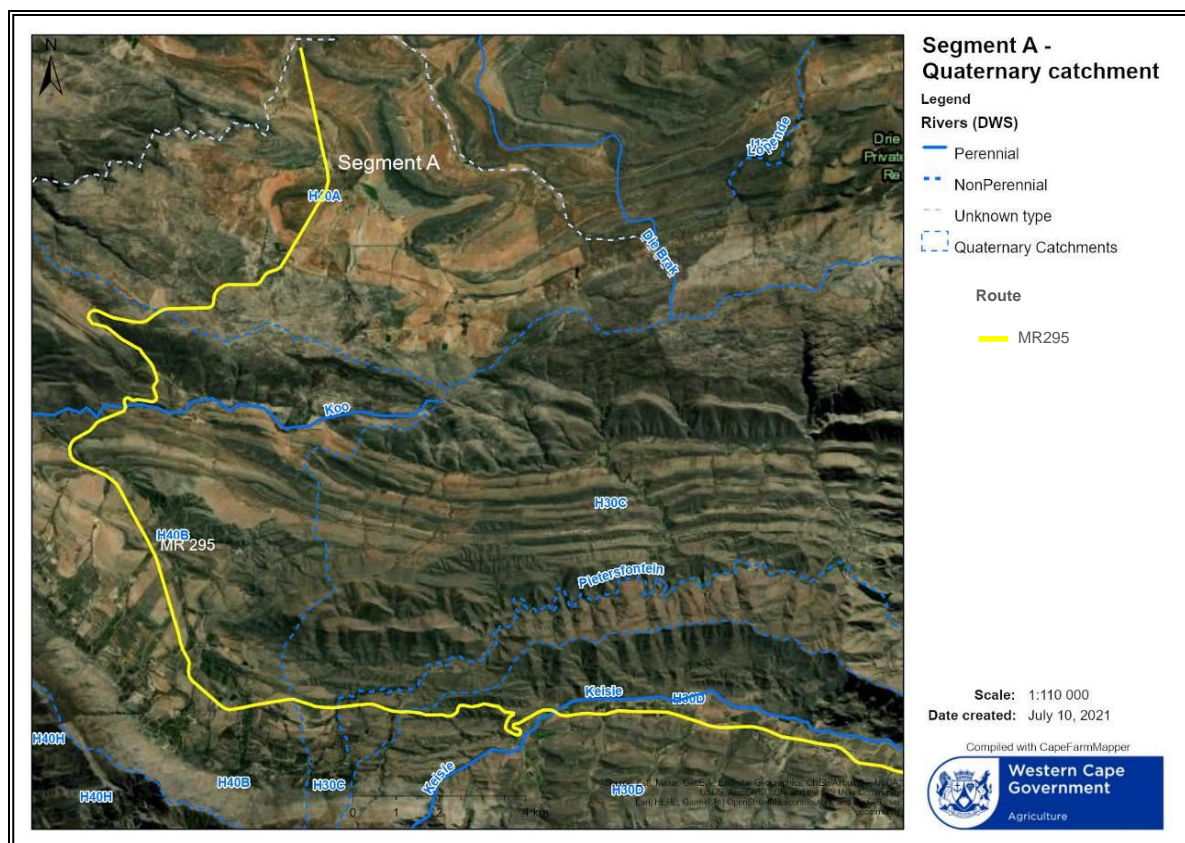 Segment A -
Quaternary catchment
Legend
Rivers (DWS)
Perennial
NonPerennial
Unknown type
Quaternary Catchments
Route
MR295
Scale: 1:110 000
Date created: July 10, 2021
Compiled with CapeFarmMapper
Western Cape
Government
Agriculture
N
Segment A
H40A
Drie
Private
Die Brak
Koo
H30C
H40B
MR 295
Pietersfontein
Keisie
H30D
H40H
H40B
H30C
Keisie
H30D
H40H
0 1 2 4 km